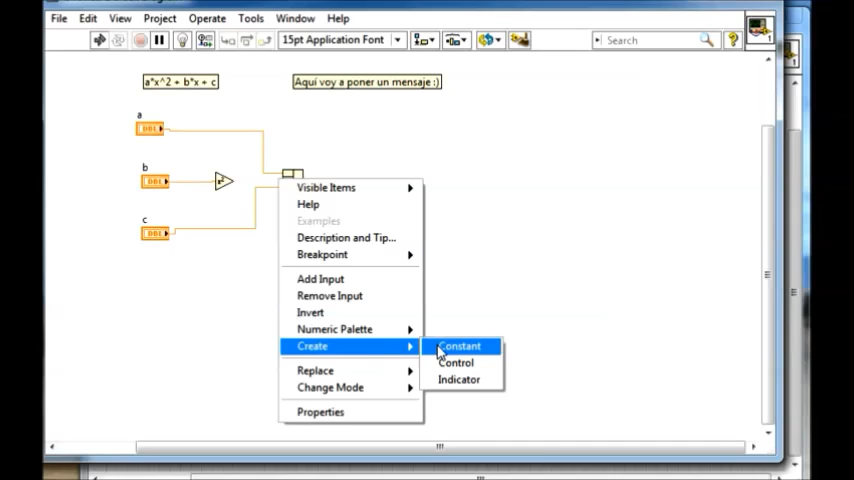 File Edit View Project Operate Tools Window Help
15pt Application Font
Search
?
1
a*x^2 + b*x + c
Aquí voy a poner un mensaje :)
a
DBL
b
DBL
x²
c
DBL
Visible Items
Help
Examples
Description and Tip...
Breakpoint
Add Input
Remove Input
Invert
Numeric Palette
Create
Replace
Change Mode
Properties
Constant
Control
Indicator